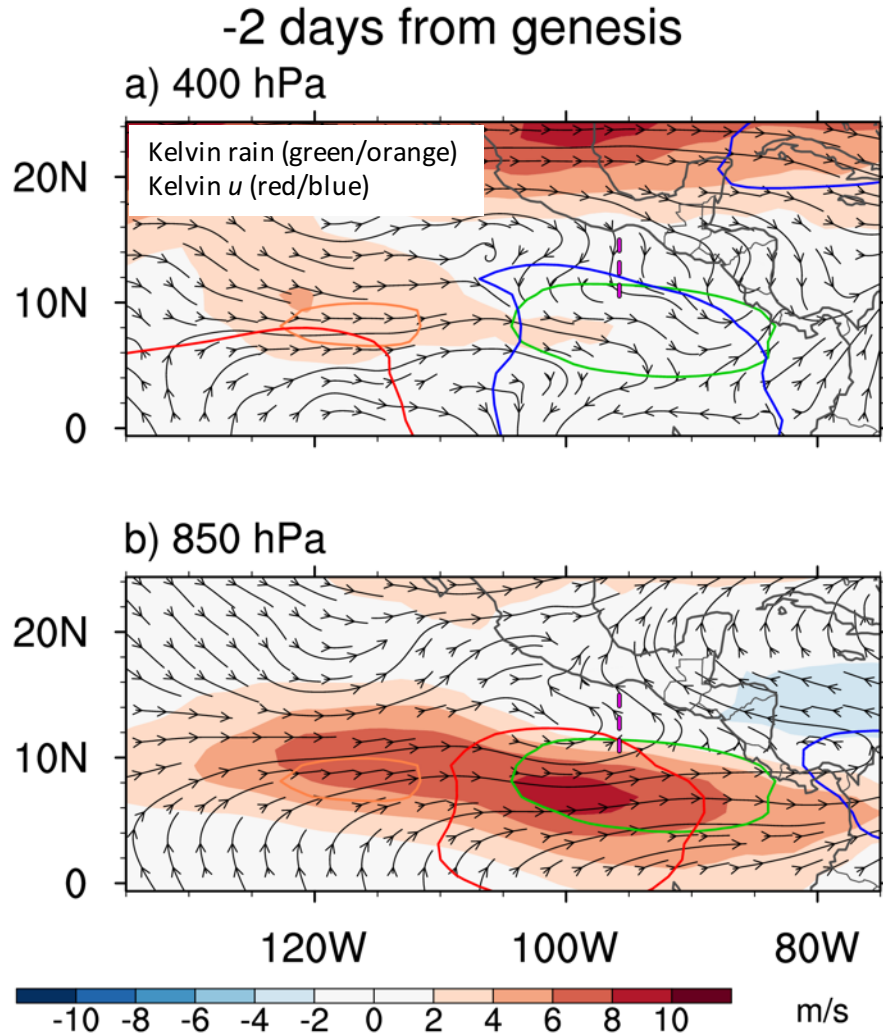 -2 days from genesis
a) 400 hPa
Kelvin rain (green/orange)
Kelvin u (red/blue)
20N
10N
0
b) 850 hPa
20N
10N
0
120W 100W 80W
-10 -8 -6 -4 -2 0 2 4 6 8 10 m/s